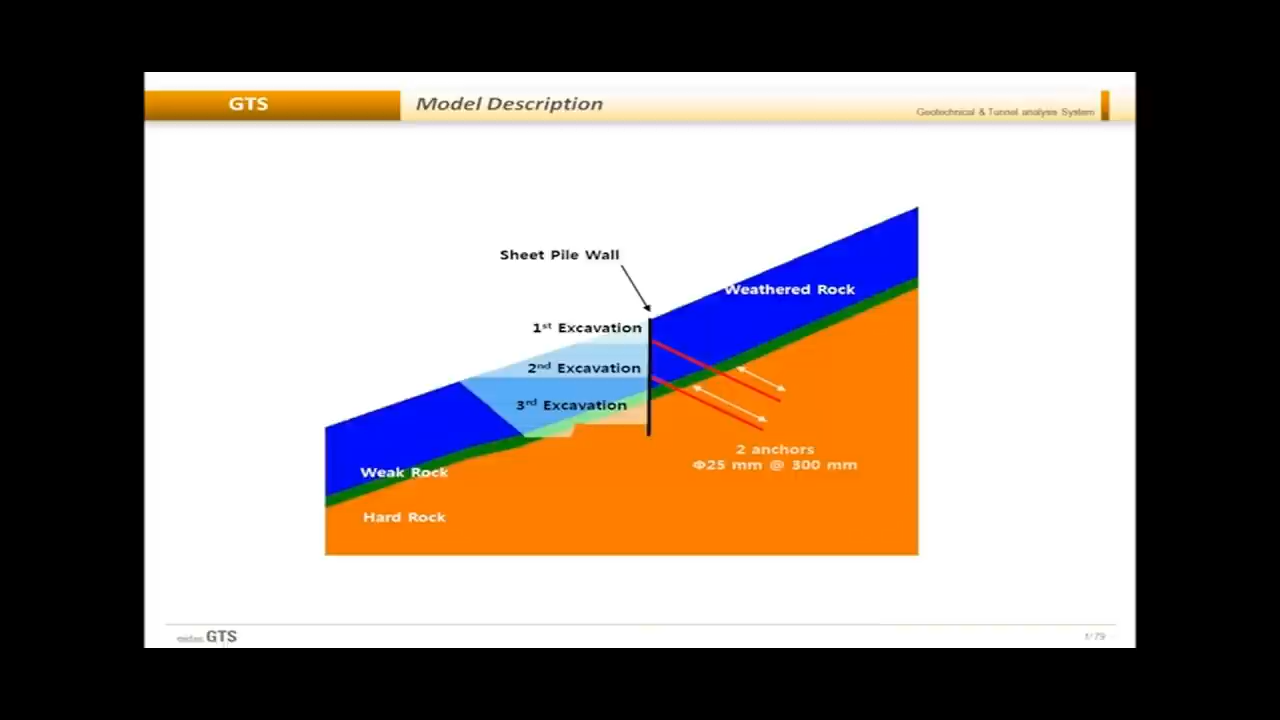 GTS
Model Description
Geotechnical & Tunnel analysis System
Sheet Pile Wall
Weathered Rock
1st Excavation
2nd Excavation
3rd Excavation
2 anchors
Φ25 mm @ 300 mm
Weak Rock
Hard Rock
GTS
1/79